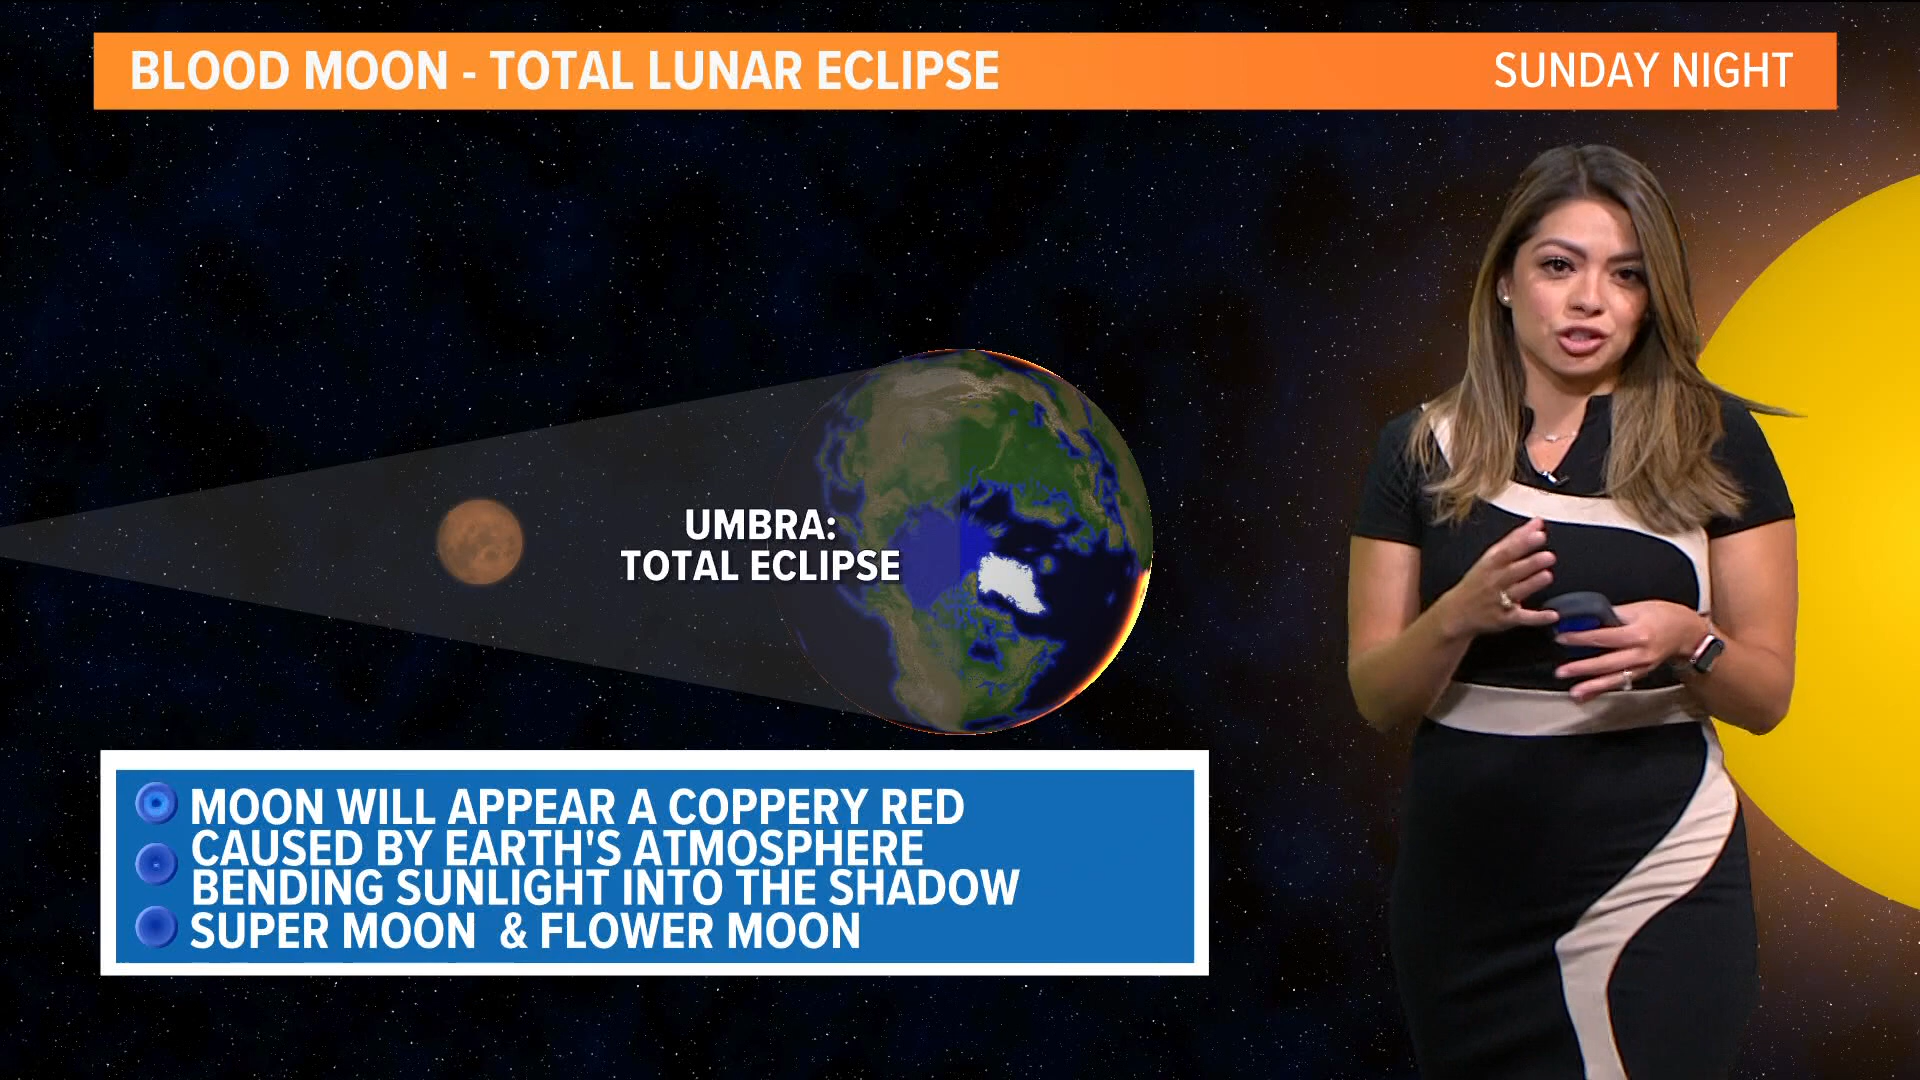 BLOOD MOON - TOTAL LUNAR ECLIPSE
SUNDAY NIGHT
UMBRA:
TOTAL ECLIPSE
MOON WILL APPEAR A COPPERY RED
CAUSED BY EARTH'S ATMOSPHERE
BENDING SUNLIGHT INTO THE SHADOW
SUPER MOON & FLOWER MOON